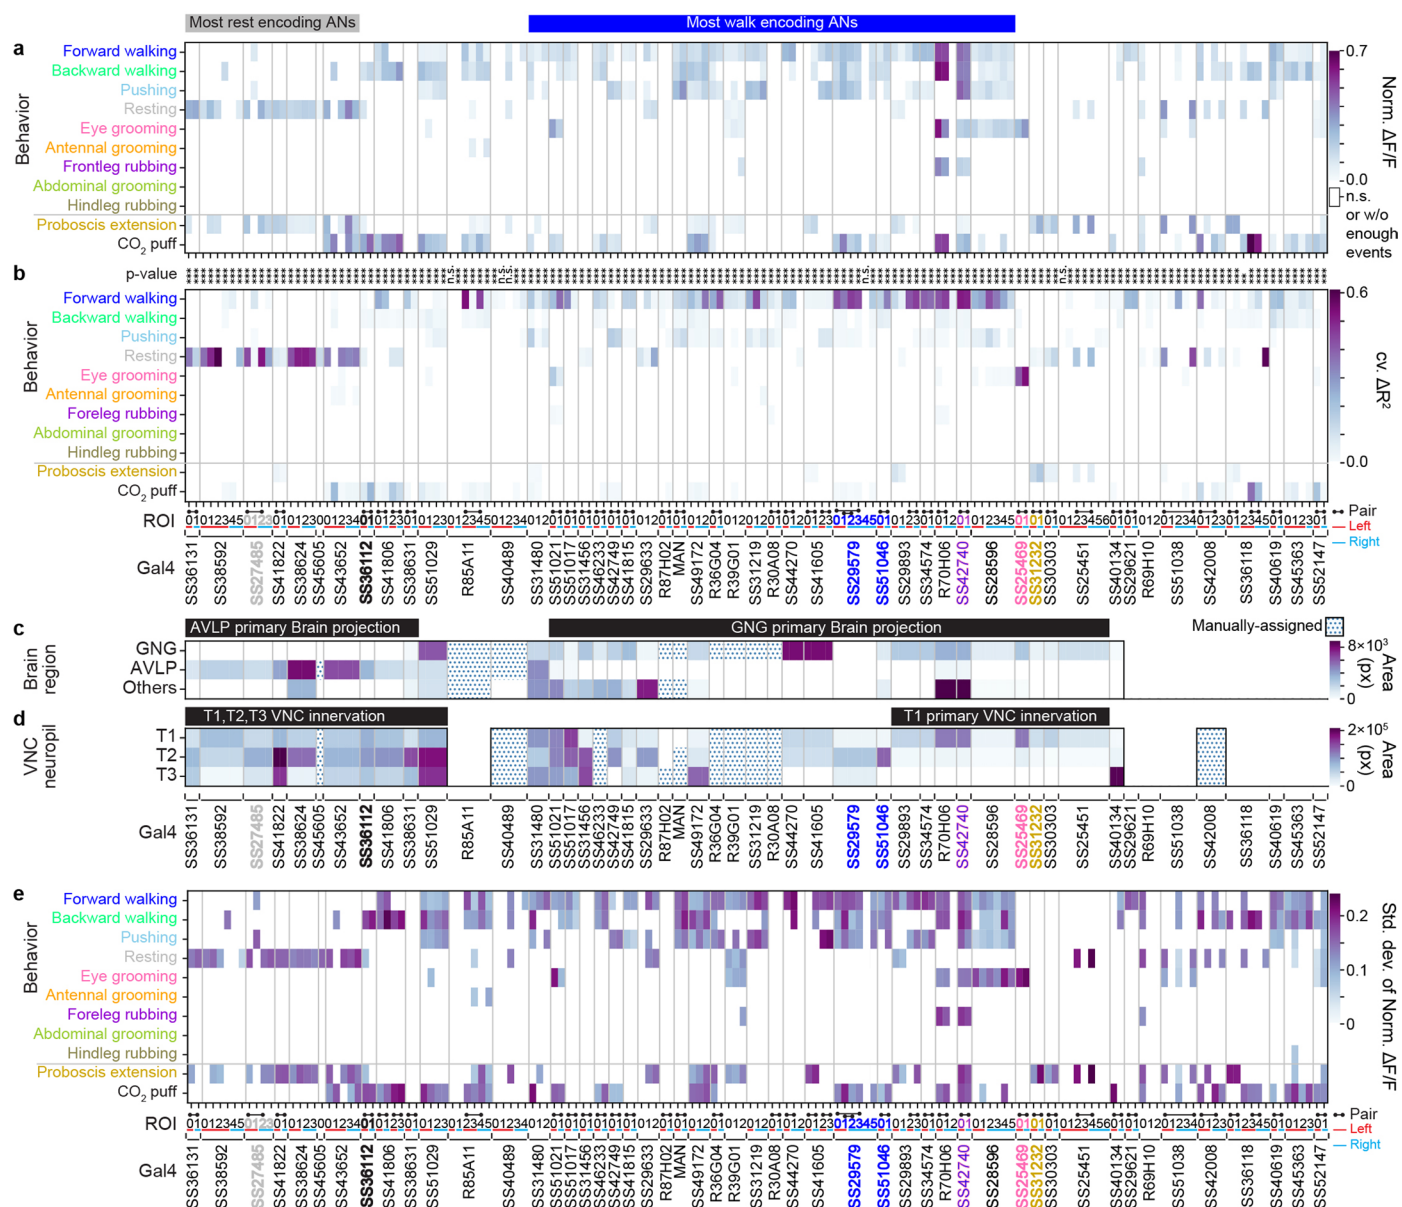 Most rest encoding ANs
Most walk encoding ANs
a
Behavior
Forward walking
Backward walking
Pushing
Resting
Eye grooming
Antennal grooming
Frontleg rubbing
Abdominal grooming
Hindleg rubbing
Proboscis extension
CO2 puff
0.7
0.0
Norm. ΔF/F
n.s.
or w/o
enough
events
b
p-value
n.s.
n.s.
n.s.
n.s.
n.s.
Behavior
Forward walking
Backward walking
Pushing
Resting
Eye grooming
Antennal grooming
Foreleg rubbing
Abdominal grooming
Hindleg rubbing
Proboscis extension
CO2 puff
0.6
0.0
cv. ΔR²
ROI
Pair
Left
Right
Gal4
SS36131 SS38592 SS27485 SS41822 SS38624 SS45605 SS43652 SS36112 SS41806 SS38631 SS51029 R85A11 SS40489 SS31480 SS51021 SS51017 SS31456 SS46233 SS42749 SS41815 SS29633 R87H02 MAN SS49172 R36G04 R39G01 SS31219 R30A08 SS44270 SS41605 SS29579 SS51046 SS29893 SS34574 R70H06 SS42740 SS28596 SS25469 SS31232 SS30303 SS25451 SS40134 SS29621 R69H10 SS51038 SS42008 SS36118 SS40619 SS45363 SS52147
c
AVLP primary Brain projection
GNG primary Brain projection
Manually-assigned
Brain
region
GNG
AVLP
Others
8×10³
0
Area
(px)
d
T1,T2,T3 VNC innervation
T1 primary VNC innervation
VNC
neuropil
T1
T2
T3
2×10⁵
0
Area
(px)
Gal4
SS36131 SS38592 SS27485 SS41822 SS38624 SS45605 SS43652 SS36112 SS41806 SS38631 SS51029 R85A11 SS40489 SS31480 SS51021 SS51017 SS31456 SS46233 SS42749 SS41815 SS29633 R87H02 MAN SS49172 R36G04 R39G01 SS31219 R30A08 SS44270 SS41605 SS29579 SS51046 SS29893 SS34574 R70H06 SS42740 SS28596 SS25469 SS31232 SS30303 SS25451 SS40134 SS29621 R69H10 SS51038 SS42008 SS36118 SS40619 SS45363 SS52147
e
Behavior
Forward walking
Backward walking
Pushing
Resting
Eye grooming
Antennal grooming
Foreleg rubbing
Abdominal grooming
Hindleg rubbing
Proboscis extension
CO2 puff
0.2
0.1
0
Std. dev. of Norm. ΔF/F
ROI
Pair
Left
Right
Gal4
SS36131 SS38592 SS27485 SS41822 SS38624 SS45605 SS43652 SS36112 SS41806 SS38631 SS51029 R85A11 SS40489 SS31480 SS51021 SS51017 SS31456 SS46233 SS42749 SS41815 SS29633 R87H02 MAN SS49172 R36G04 R39G01 SS31219 R30A08 SS44270 SS41605 SS29579 SS51046 SS29893 SS34574 R70H06 SS42740 SS28596 SS25469 SS31232 SS30303 SS25451 SS40134 SS29621 R69H10 SS51038 SS42008 SS36118 SS40619 SS45363 SS52147